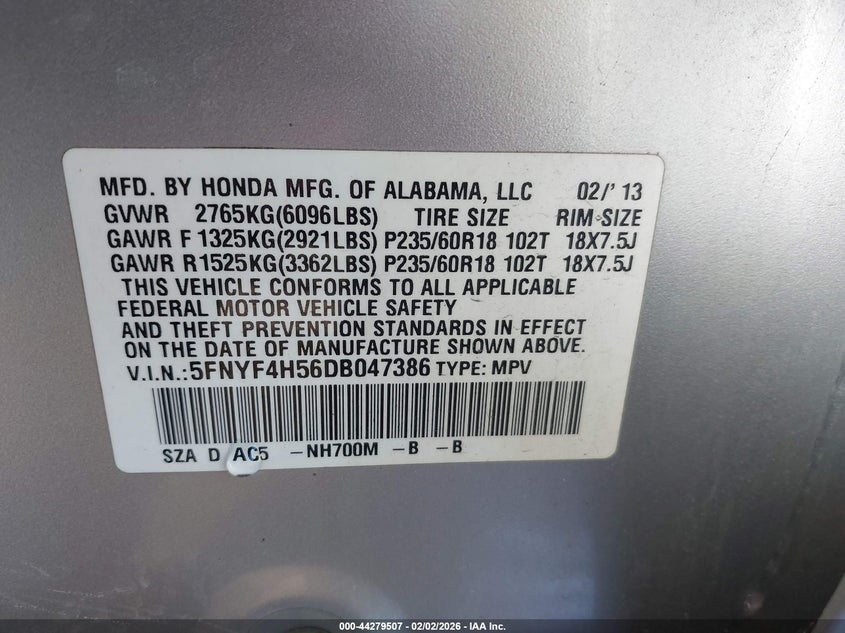 MFD. BY HONDA MFG. OF ALABAMA, LLC 02/'13
GVWR 2765KG(6096LBS) TIRE SIZE RIM-SIZE
GAWR F 1325KG(2921LBS) P235/60R18 102T 18X7.5J
GAWR R 1525KG(3362LBS) P235/60R18 102T 18X7.5J
THIS VEHICLE CONFORMS TO ALL APPLICABLE
FEDERAL MOTOR VEHICLE SAFETY
AND THEFT PREVENTION STANDARDS IN EFFECT
ON THE DATE OF MANUFACTURE SHOWN ABOVE.
V.I.N.:5FNYF4H56DB047386 TYPE: MPV
SZA D AC5 -NH700M -B -B
000-44279507 - 02/02/2026 - IAA Inc.